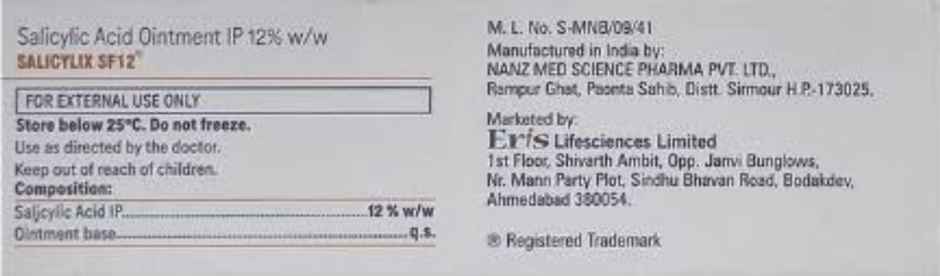 Salicylic Acid Ointment IP 12% w/w
SALICYLIX SF12®
FOR EXTERNAL USE ONLY
Store below 25°C. Do not freeze.
Use as directed by the doctor.
Keep out of reach of children.
Composition:
Salicylic Acid IP..........................................12 % w/w
Ointment base..................................................q.s.
M. L. No. S-MNB/09/41
Manufactured in India by:
NANZ MED SCIENCE PHARMA PVT. LTD.,
Rampur Ghat, Paonta Sahib, Distt. Sirmour H.P.-173025.
Marketed by:
Eris Lifesciences Limited
1st Floor, Shivarth Ambit, Opp. Janvi Bunglows,
Nr. Mann Party Plot, Sindhu Bhavan Road, Bodakdev,
Ahmedabad 380054.
® Registered Trademark